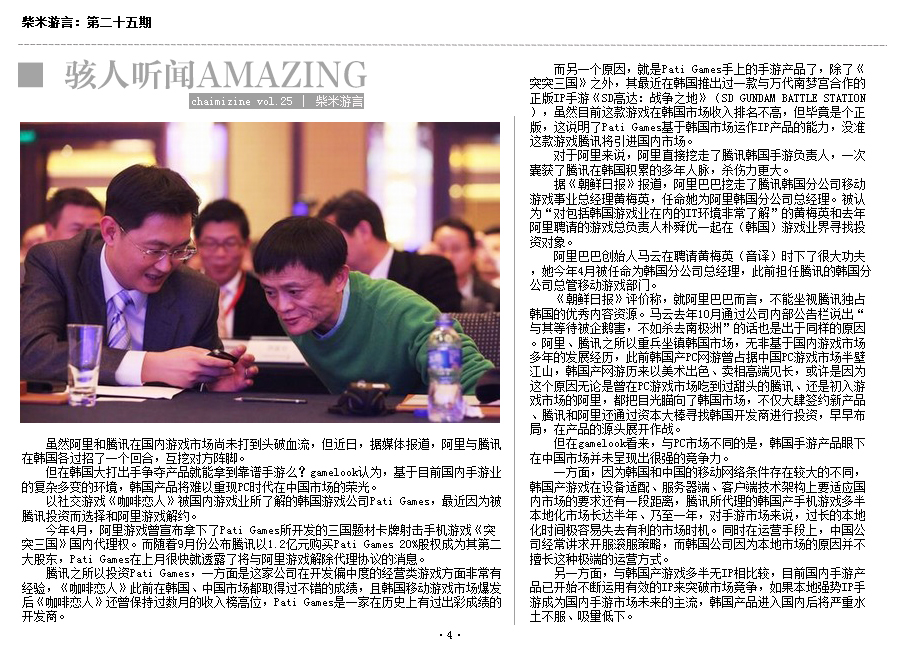 柴米游言：第二十五期
骇人听闻AMAZING
chaimizine vol.25 | 柴米游言
虽然阿里和腾讯在国内游戏市场尚未打到头破血流，但近日，据媒体报道，阿里与腾讯
在韩国各过招了一个回合，互挖对方阵脚。
但在韩国大打出手争夺产品就能拿到靠谱手游么？gamelook认为，基于目前国内手游业
的复杂多变的环境，韩国产品将难以重现PC时代在中国市场的荣光。
以社交游戏《咖啡恋人》被国内游戏业所了解的韩国游戏公司Pati Games，最近因为被
腾讯投资而选择和阿里游戏解约。
今年4月，阿里游戏曾宣布拿下了Pati Games所开发的三国题材卡牌射击手机游戏《突
突三国》国内代理权。而随着9月份公布腾讯以1.2亿元购买Pati Games 20%股权成为其第二
大股东，Pati Games在上月很快就透露了将与阿里游戏解除代理协议的消息。
腾讯之所以投资Pati Games，一方面是这家公司在开发偏中度的经营类游戏方面非常有
经验，《咖啡恋人》此前在韩国、中国市场都取得过不错的成绩，且韩国移动游戏市场爆发
后《咖啡恋人》还曾保持过数月的收入榜高位，Pati Games是一家在历史上有过出彩成绩的
开发商。
而另一个原因，就是Pati Games手上的手游产品了，除了《
突突三国》之外，其最近在韩国推出过一款与万代南梦宫合作的
正版IP手游《SD高达：战争之地》（SD GUNDAM BATTLE STATION
），虽然目前这款游戏在韩国市场收入排名不高，但毕竟是个正
版，这说明了Pati Games基于韩国市场运作IP产品的能力，没准
这款游戏腾讯将引进国内市场。
对于阿里来说，阿里直接挖走了腾讯韩国手游负责人，一次
囊获了腾讯在韩国积累的多年人脉，杀伤力更大。
据《朝鲜日报》报道，阿里巴巴挖走了腾讯韩国分公司移动
游戏事业总经理黄梅英，任命她为阿里韩国分公司总经理。被认
为“对包括韩国游戏业在内的IT环境非常了解”的黄梅英和去年
阿里聘请的游戏总负责人朴舜优一起在（韩国）游戏业界寻找投
资对象。
阿里巴巴创始人马云在聘请黄梅英（音译）时下了很大功夫
，她今年4月被任命为韩国分公司总经理，此前担任腾讯的韩国分
公司总管移动游戏部门。
《朝鲜日报》评价称，就阿里巴巴而言，不能坐视腾讯独占
韩国的优秀内容资源。马云去年10月通过公司内部公告栏说出“
与其等待被企鹅害，不如杀去南极洲”的话也是出于同样的原因
。阿里、腾讯之所以重兵坐镇韩国市场，无非基于国内游戏市场
多年的发展经历，此前韩国产PC网游曾占据中国PC游戏市场半壁
江山，韩国产网游历来以美术出色、卖相高端见长，或许是因为
这个原因无论是曾在PC游戏市场吃到过甜头的腾讯、还是初入游
戏市场的阿里，都把目光瞄向了韩国市场，不仅大肆签约新产品
、腾讯和阿里还通过资本大棒寻找韩国开发商进行投资，早早布
局，在产品的源头展开作战。
但在gamelook看来，与PC市场不同的是，韩国手游产品眼下
在中国市场并未呈现出很强的竞争力。
一方面，因为韩国和中国的移动网络条件存在较大的不同，
韩国产游戏在设备适配、服务器端、客户端技术架构上要适应国
内市场的要求还有一段距离，腾讯所代理的韩国产手机游戏多半
本地化市场长达半年、乃至一年，对手游市场来说，过长的本地
化时间极容易失去有利的市场时机。同时在运营手段上，中国公
司经常讲求开服滚服策略，而韩国公司因为本地市场的原因并不
擅长这种极端的运营方式。
另一方面，与韩国产游戏多半无IP相比较，目前国内手游产
品已开始不断运用有效的IP来突破市场竞争，如果本地强势IP手
游成为国内手游市场未来的主流，韩国产品进入国内后将严重水
土不服、吸量低下。
· 4 ·